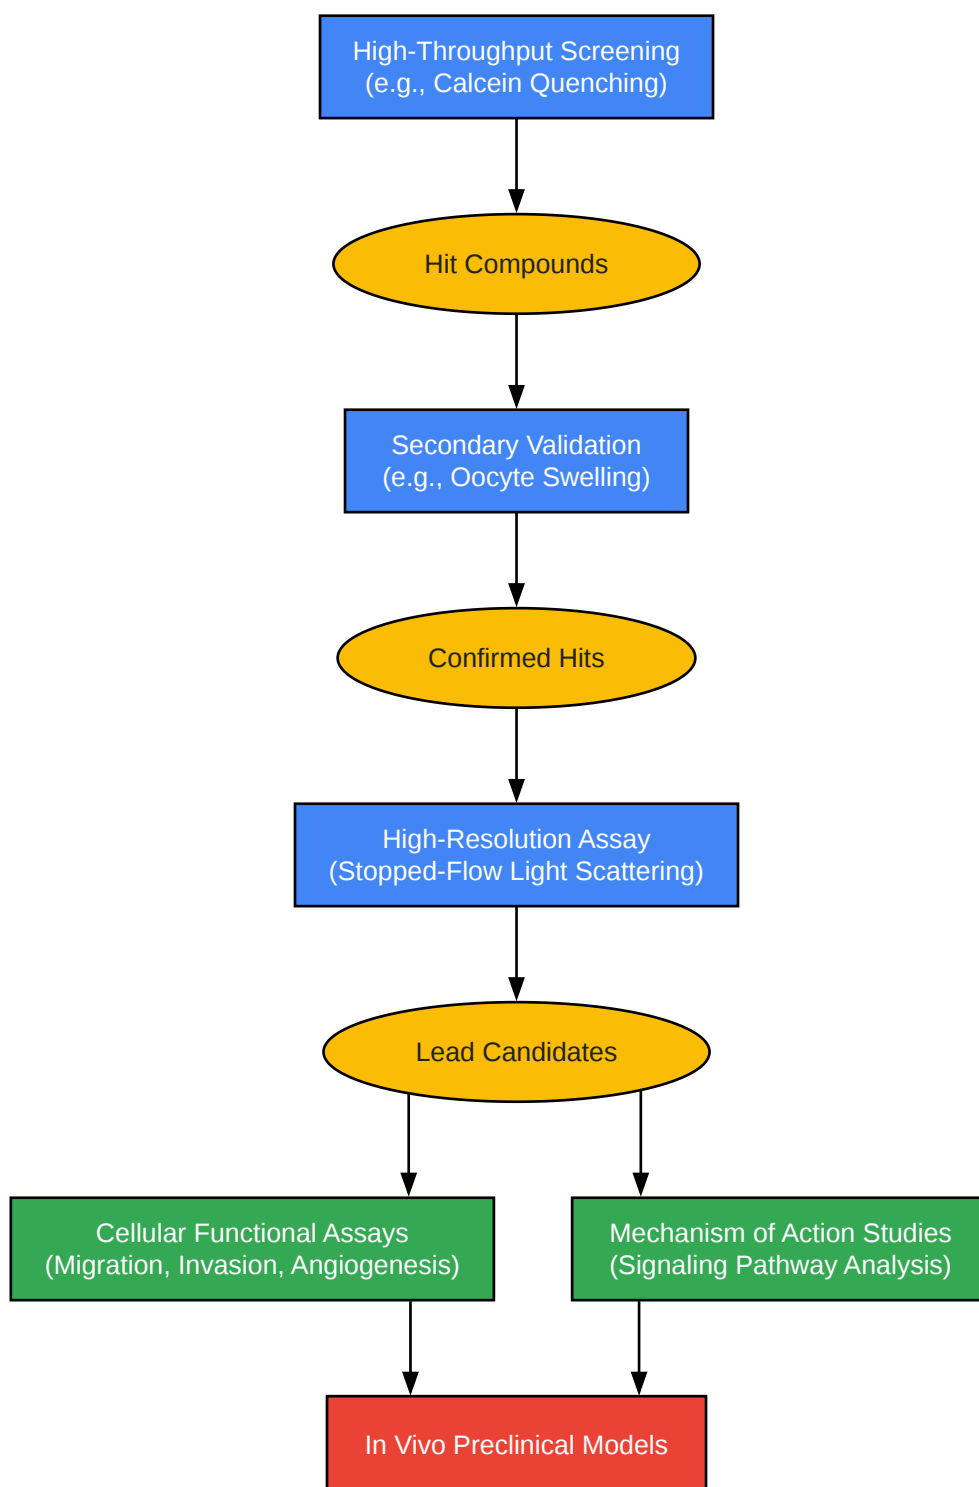 High-Throughput Screening
(e.g., Calcein Quenching)
Hit Compounds
Secondary Validation
(e.g., Oocyte Swelling)
Confirmed Hits
High-Resolution Assay
(Stopped-Flow Light Scattering)
Lead Candidates
Cellular Functional Assays
(Migration, Invasion, Angiogenesis)
Mechanism of Action Studies
(Signaling Pathway Analysis)
In Vivo Preclinical Models